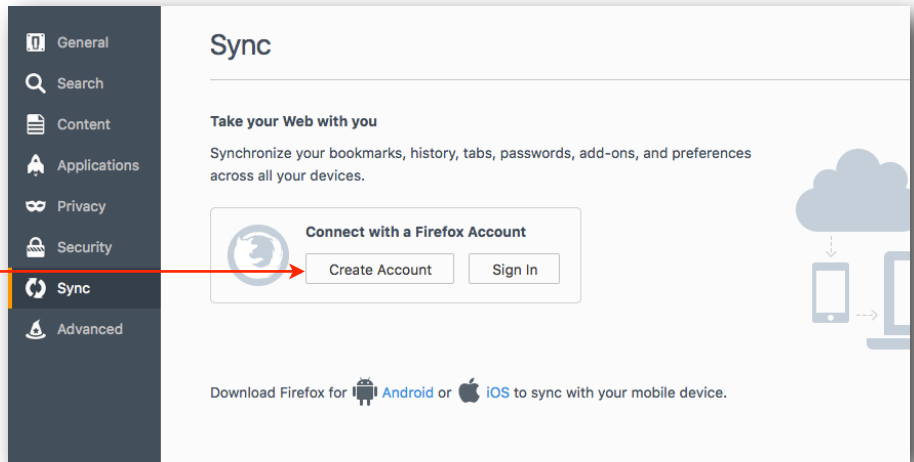 General
Search
Content
Applications
Privacy
Security
Sync
Advanced
Sync
Take your Web with you
Synchronize your bookmarks, history, tabs, passwords, add-ons, and preferences
across all your devices.
Connect with a Firefox Account
Create Account Sign In
Download Firefox for Android or iOS to sync with your mobile device.